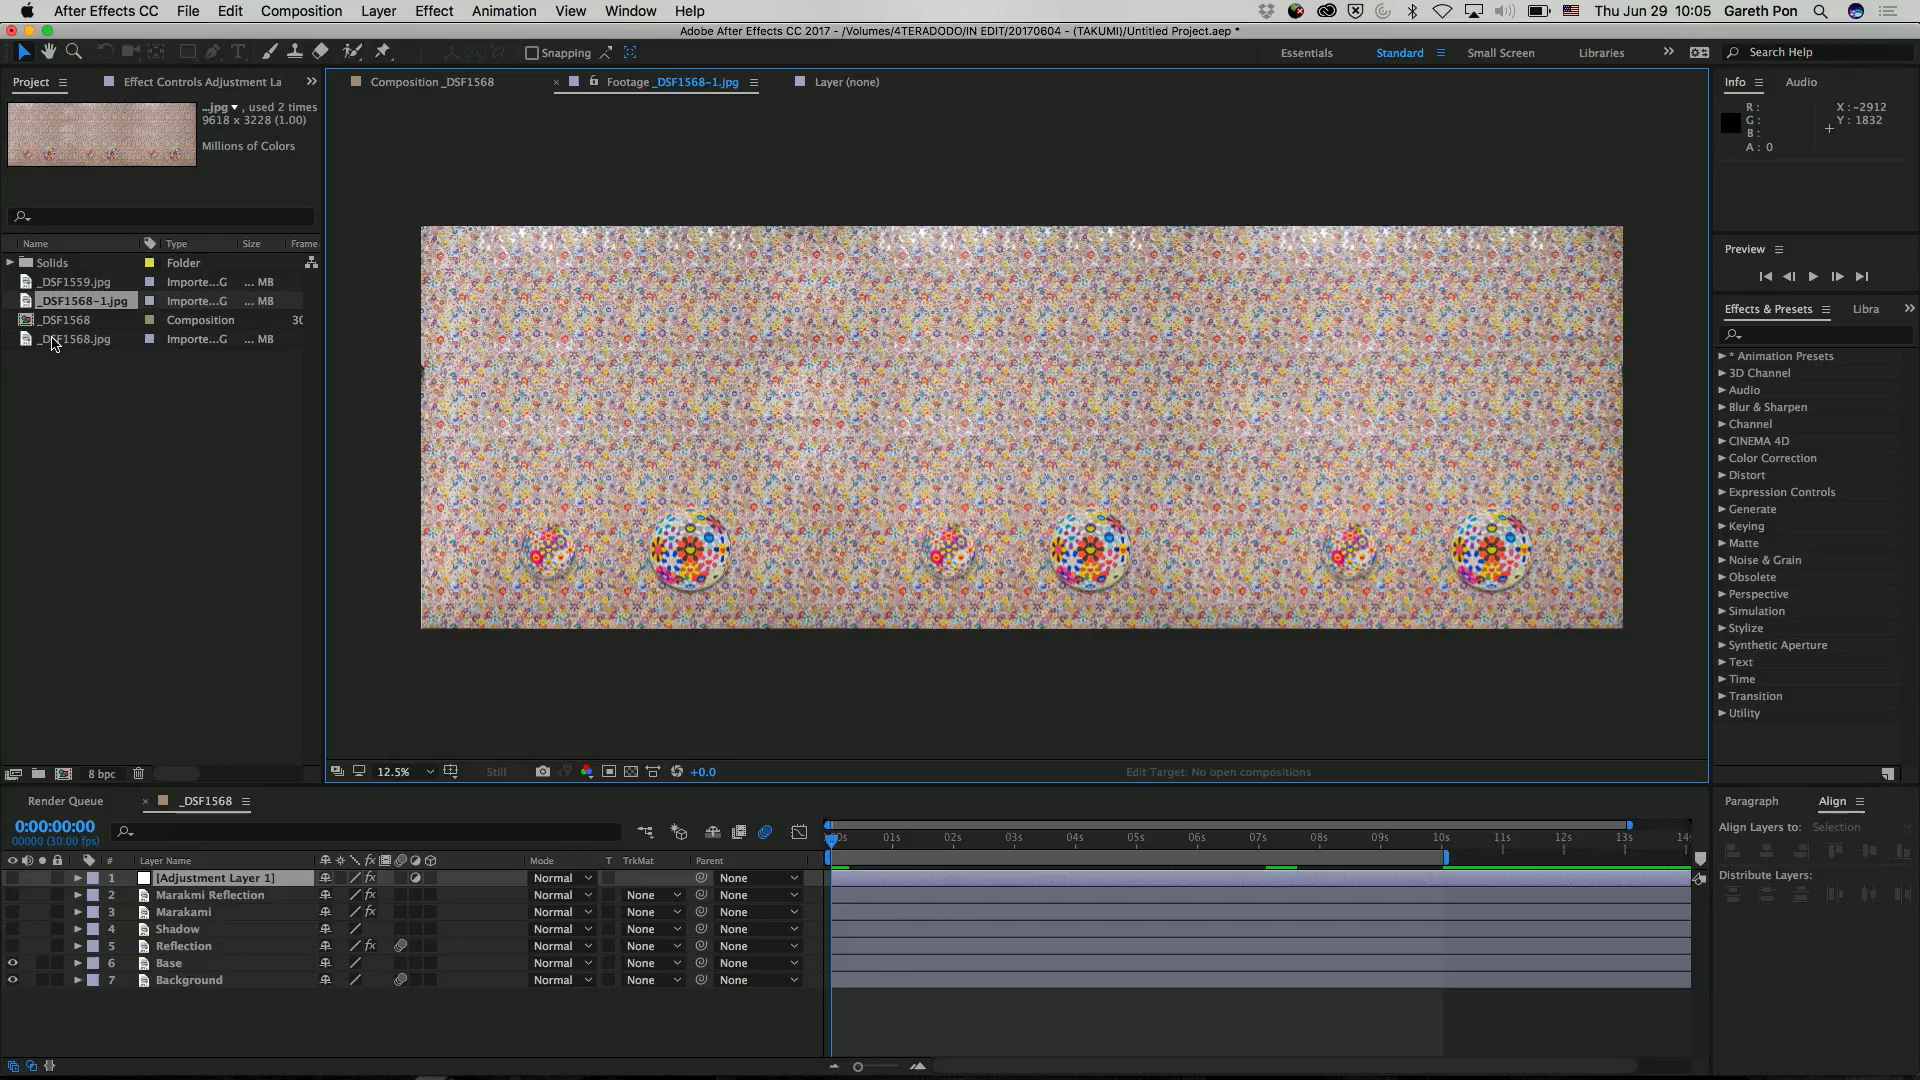 After Effects CC File Edit Composition Layer Effect Animation View Window Help Thu Jun 29 10:05 Gareth Pon
Adobe After Effects CC 2017 - /Volumes/4TERADODO/IN EDIT/20170604 - (TAKUMI)/Untitled Project.aep *
Snapping Essentials Standard Small Screen Libraries Search Help
Project Effect Controls Adjustment La Composition _DSF1568 Footage _DSF1568-1.jpg Layer (none) Info Audio
...jpg , used 2 times
9618 x 3228 (1.00)
Millions of Colors
R :
G :
B :
A : 0
X : -2912
Y : 1832
Preview
Effects & Presets Libra
* Animation Presets
3D Channel
Audio
Blur & Sharpen
Channel
CINEMA 4D
Color Correction
Distort
Expression Controls
Generate
Keying
Matte
Noise & Grain
Obsolete
Perspective
Simulation
Stylize
Synthetic Aperture
Text
Time
Transition
Utility
Name Type Size Frame
Solids Folder
_DSF1559.jpg Importe...G ... MB
_DSF1568-1.jpg Importe...G ... MB
_DSF1568 Composition 30
_DSF1568.jpg Importe...G ... MB
8 bpc
12.5% Still +0.0 Edit Target: No open compositions
Render Queue _DSF1568
0:00:00:00
00000 (30.00 fps)
# Layer Name Mode T TrkMat Parent
1 [Adjustment Layer 1] Normal None
2 Marakmi Reflection Normal None None
3 Marakami Normal None None
4 Shadow Normal None None
5 Reflection Normal None None
6 Base Normal None None
7 Background Normal None None
01s 02s 03s 04s 05s 06s 07s 08s 09s 10s 11s 12s 13s
Paragraph Align
Align Layers to: Selection
Distribute Layers: